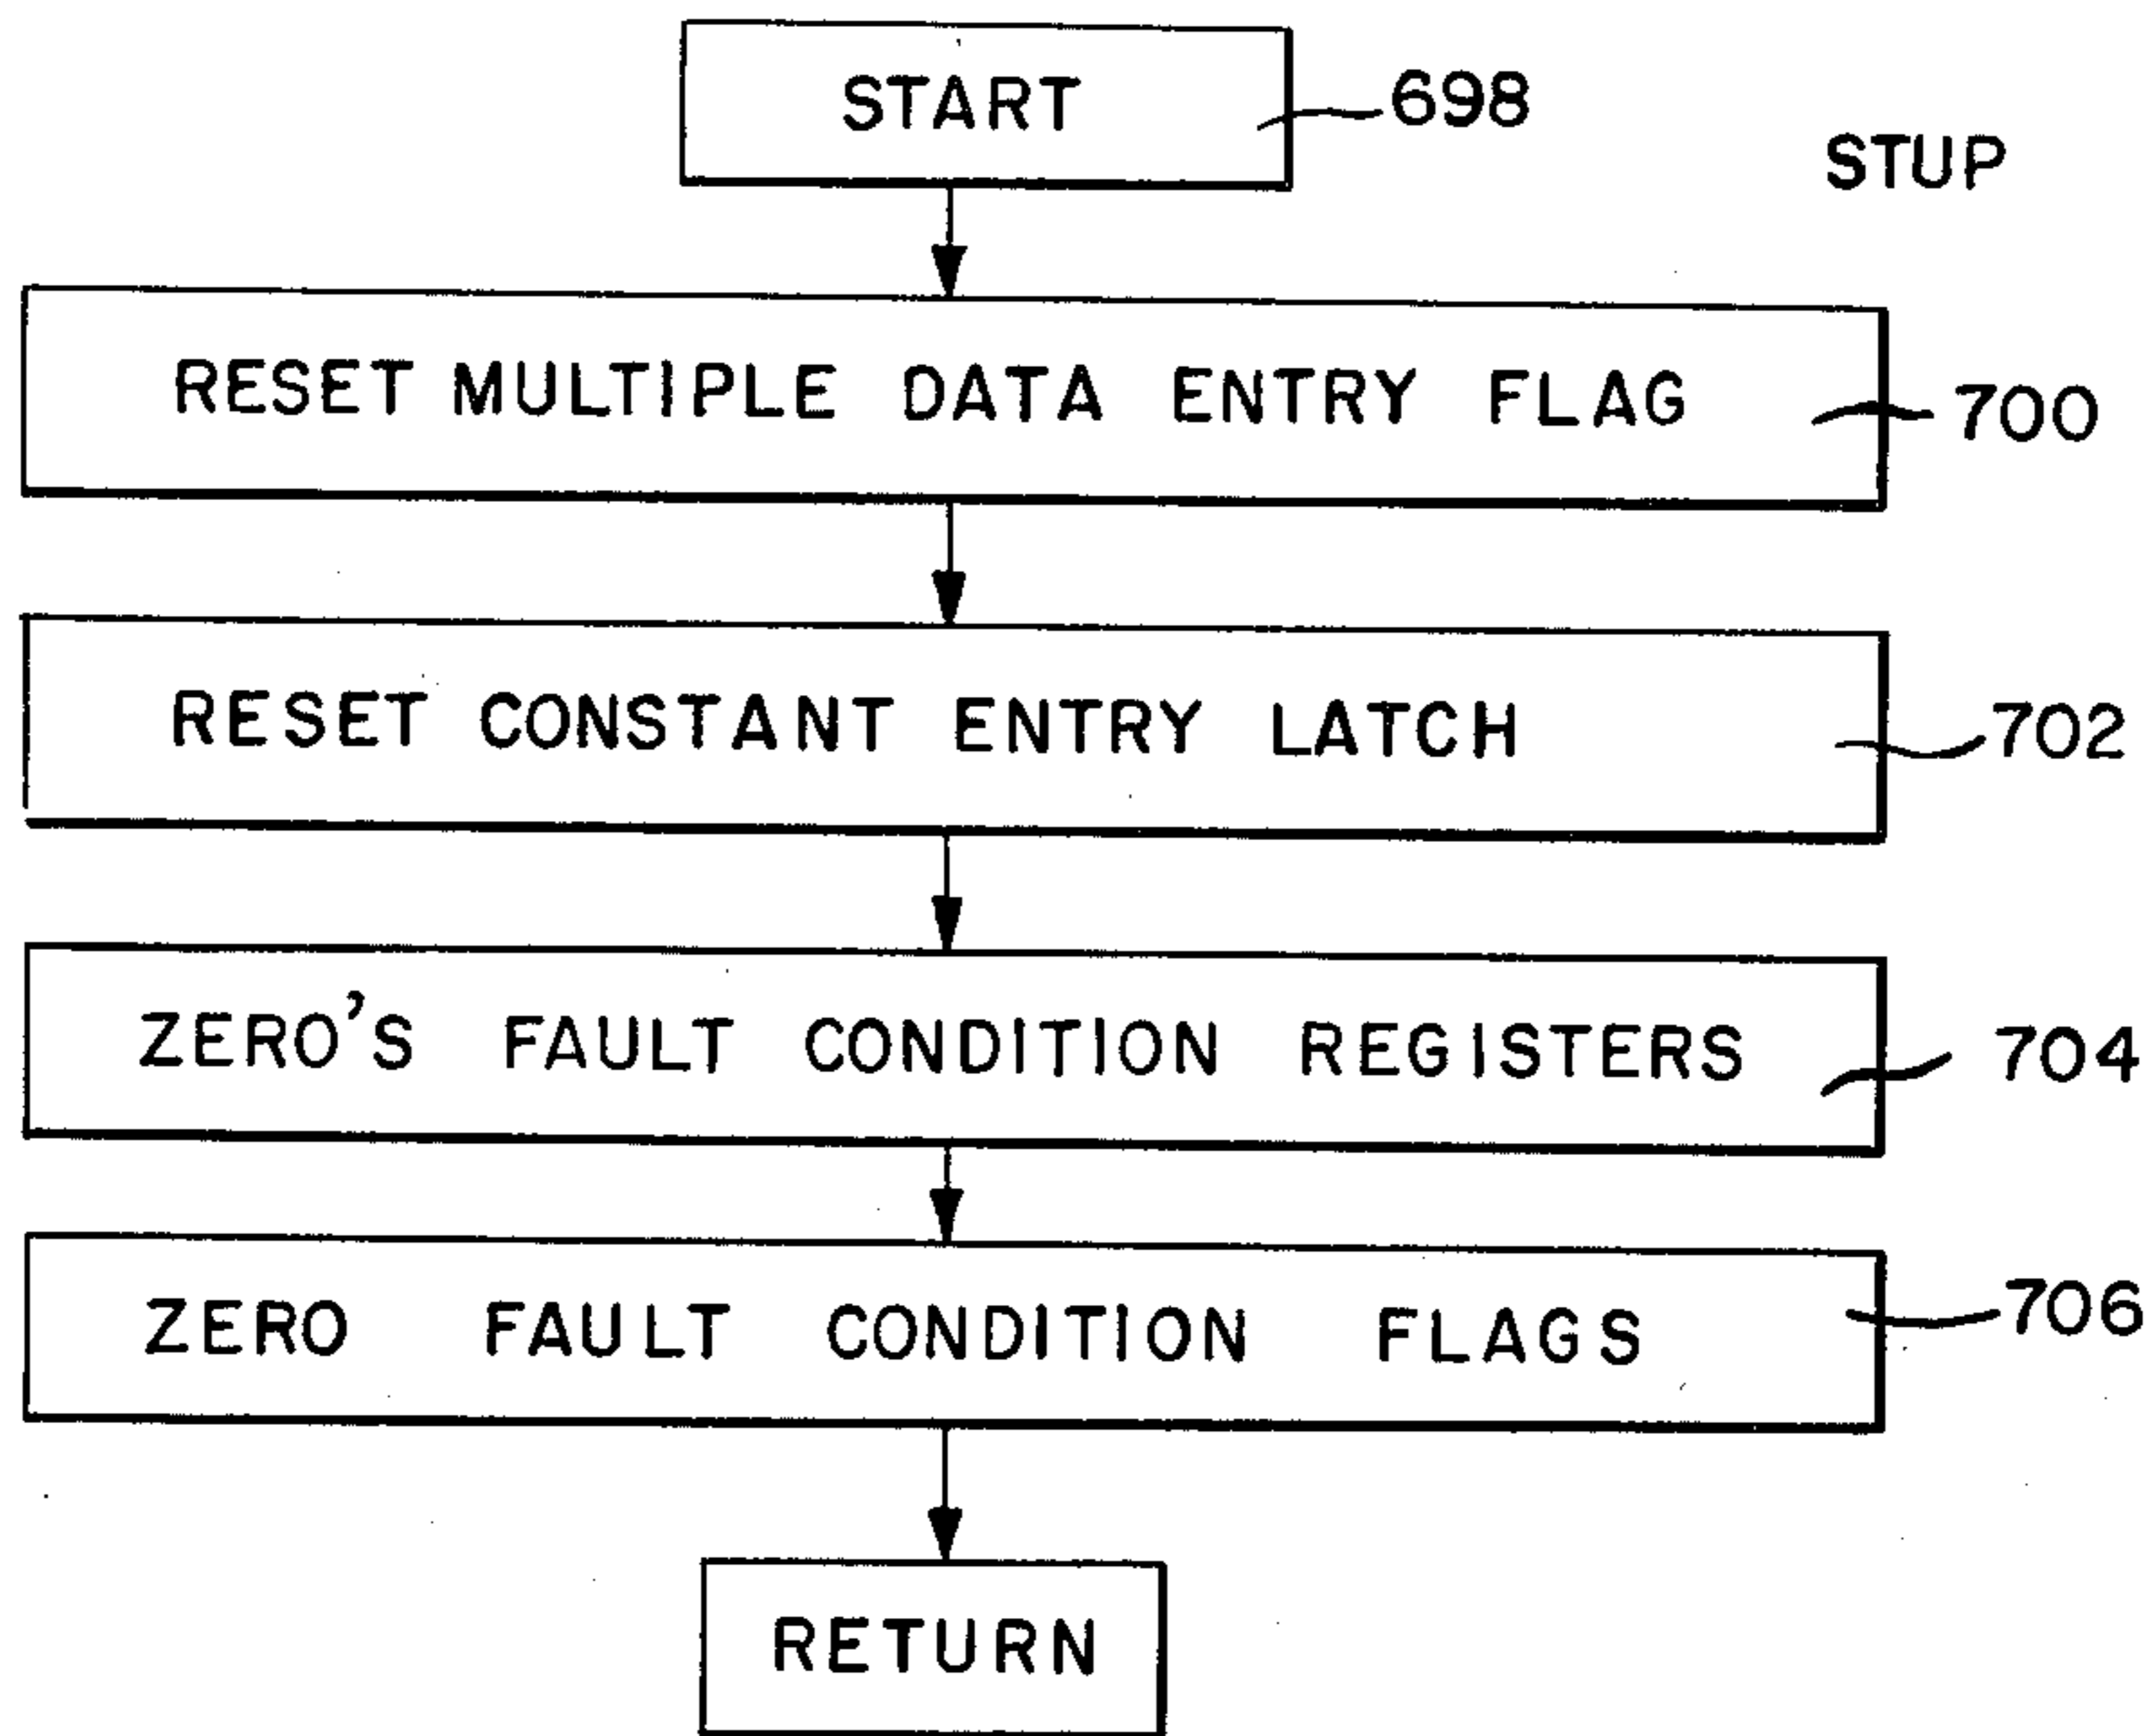 START
698
STUP
RESET MULTIPLE DATA ENTRY FLAG
700
RESET CONSTANT ENTRY LATCH
702
ZERO'S FAULT CONDITION REGISTERS
704
ZERO FAULT CONDITION FLAGS
706
RETURN